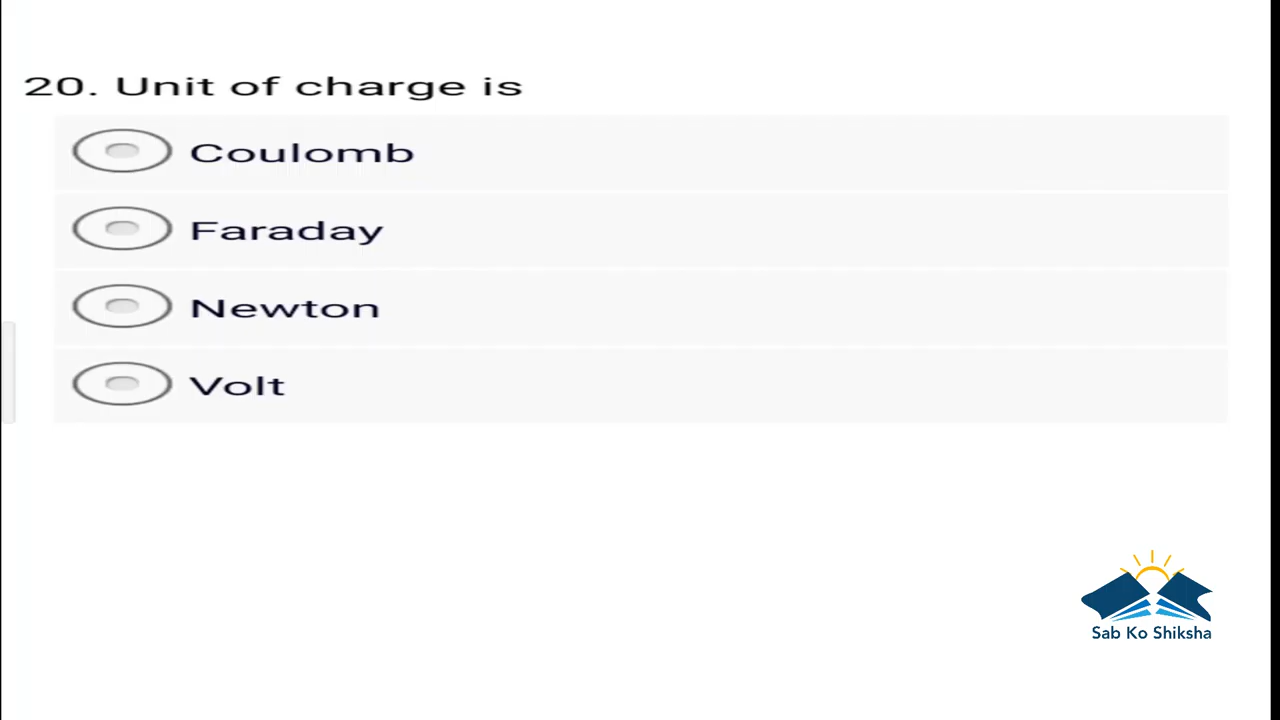 20. Unit of charge is
Coulomb
Faraday
Newton
Volt
Sab Ko Shiksha